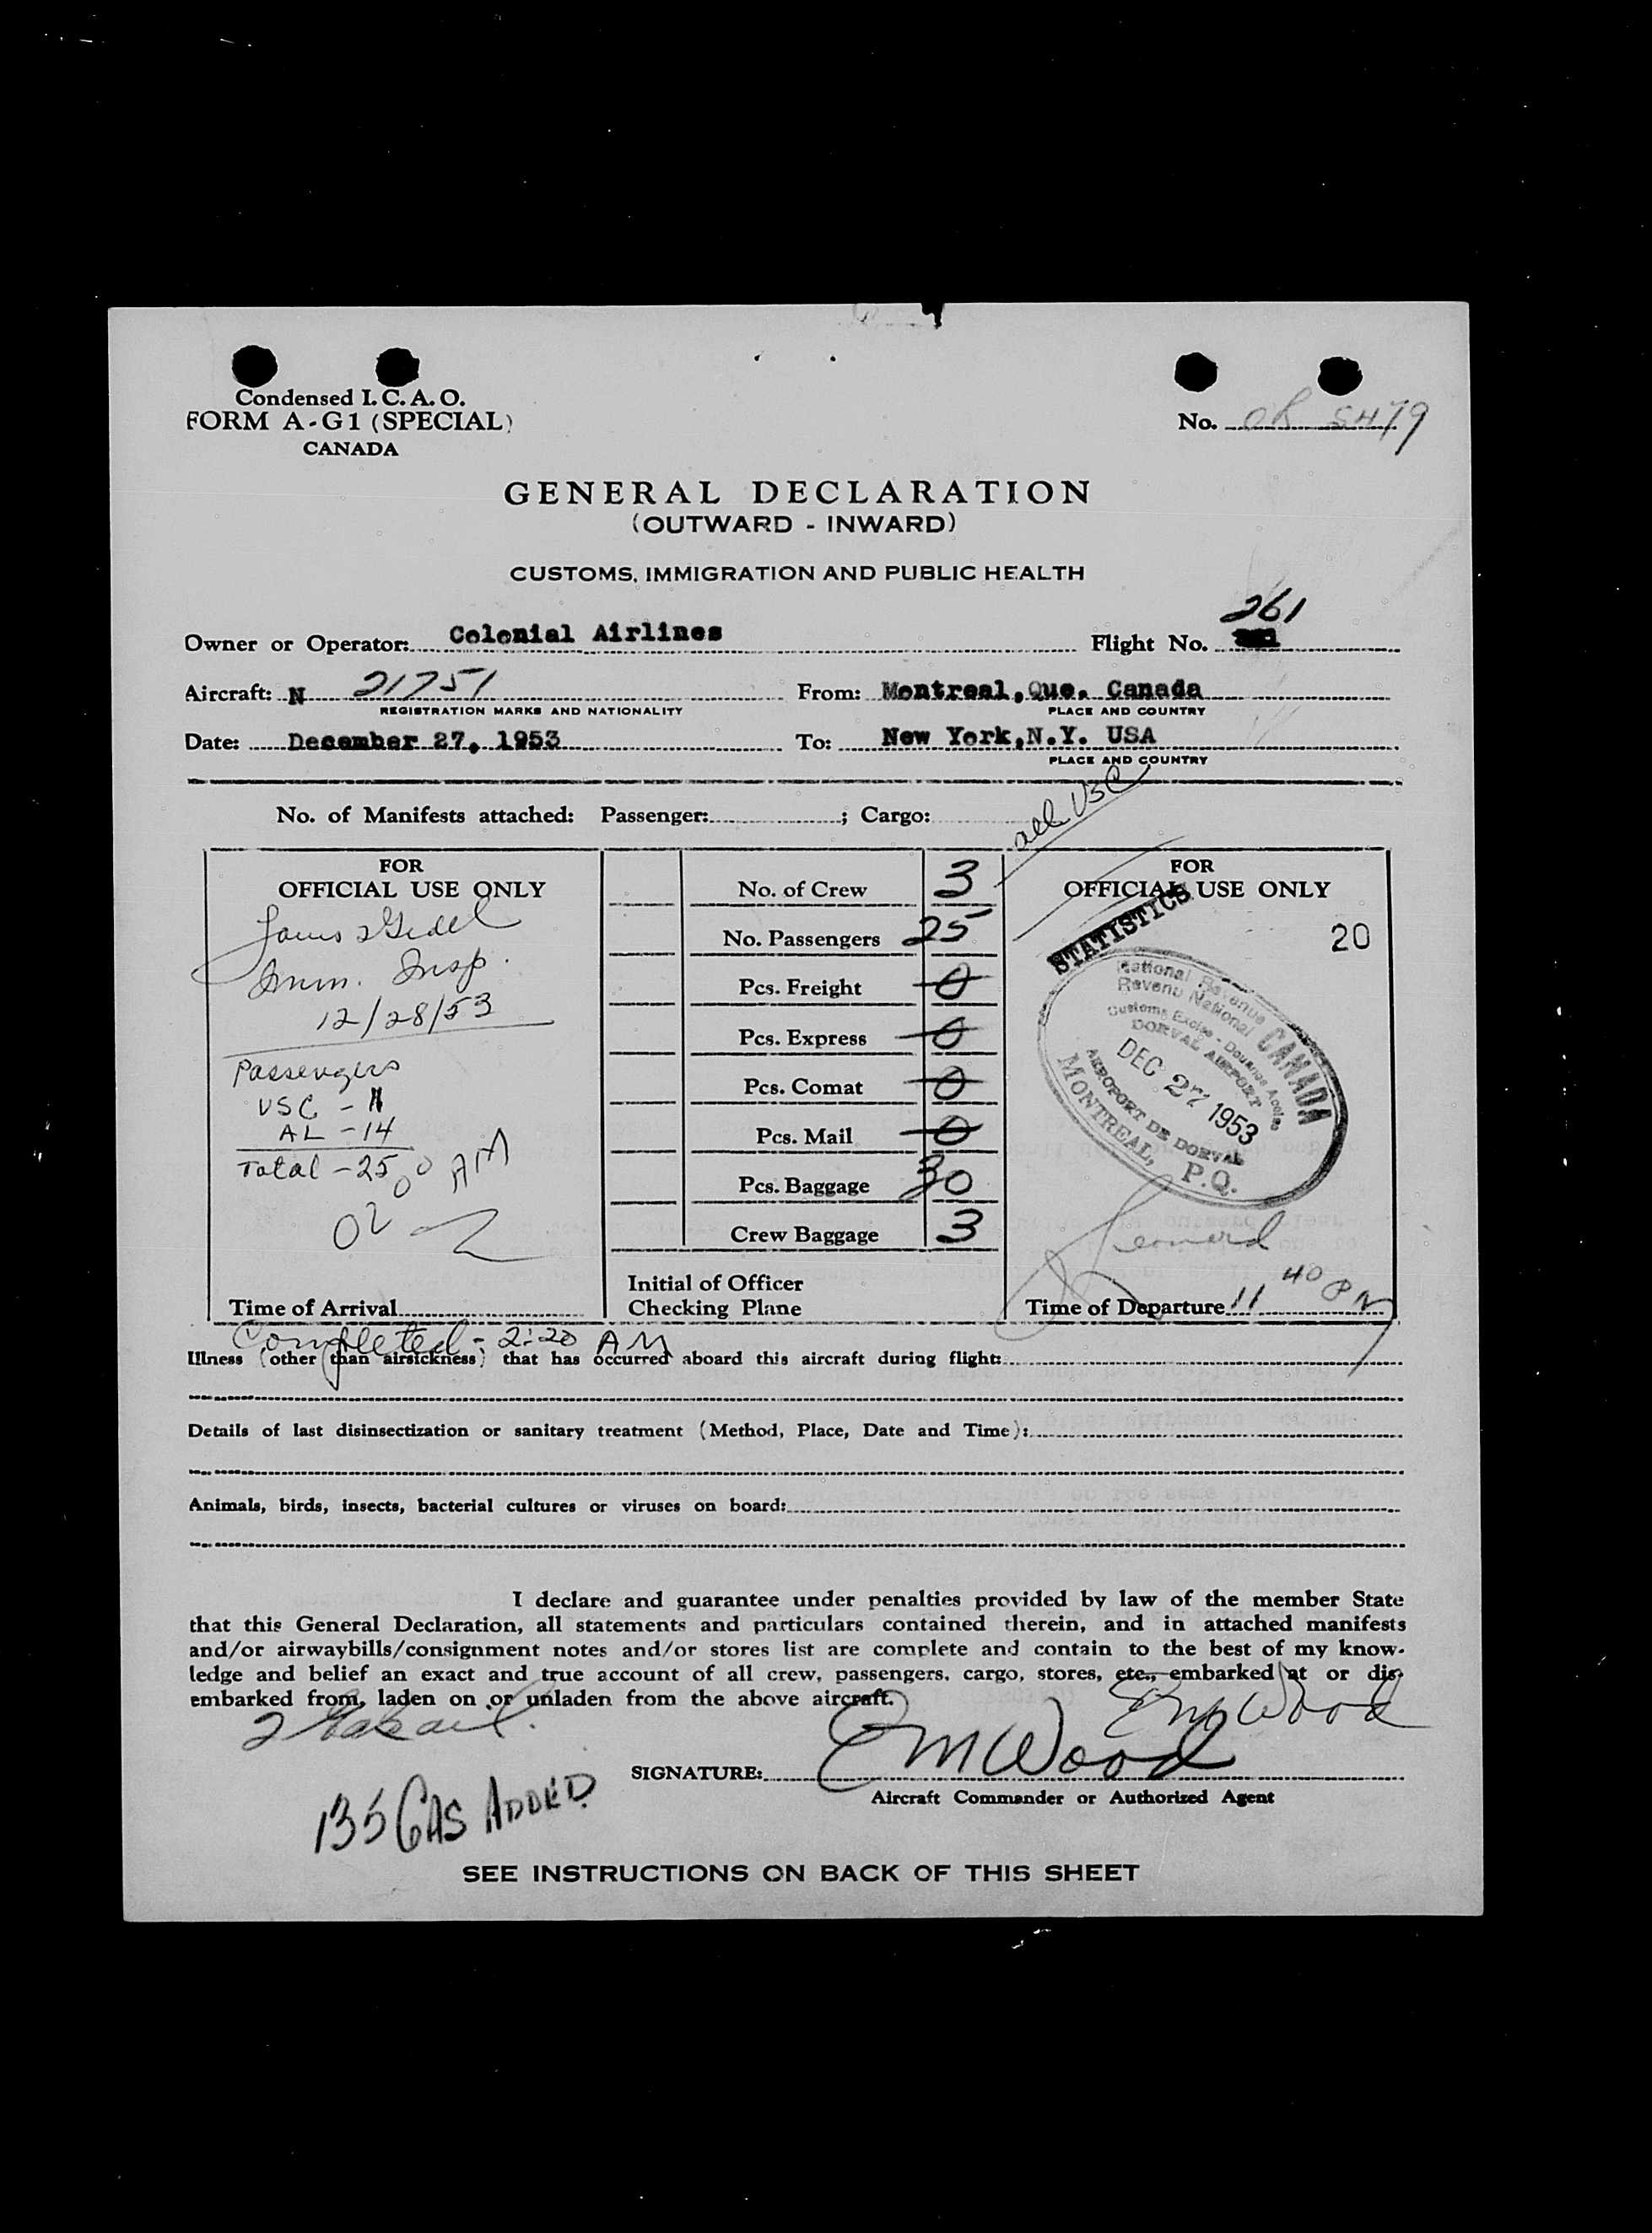 Condensed I.C.A.O.
FORM A-G1 (SPECIAL)
CANADA
No. 5479
GENERAL DECLARATION
(OUTWARD - INWARD)
CUSTOMS, IMMIGRATION AND PUBLIC HEALTH
261
Owner or Operator: Colonial Airlines Flight No.
Aircraft: N 21751 From: Montreal, Que. Canada
REGISTRATION MARKS AND NATIONALITY PLACE AND COUNTRY
Date: December 27, 1953 To: New York, N.Y. USA
PLACE AND COUNTRY
No. of Manifests attached: Passenger: ; Cargo:
all USC
FOR
OFFICIAL USE ONLY
Imm. Insp.
12/28/53
Passengers
USC - 11
AL - 14
Total - 25
02 00 AM
Time of Arrival
No. of Crew 3
No. Passengers 25
Pcs. Freight 0
Pcs. Express 0
Pcs. Comat 0
Pcs. Mail 0
Pcs. Baggage 30
Crew Baggage 3
Initial of Officer
Checking Plane
FOR
OFFICIAL USE ONLY
STATISTICS
20
National Revenue
Revenu National
CANADA
Customs Excise - Douanes Accise
DORVAL AIRPORT
DEC 27 1953
AEROPORT DE DORVAL
MONTREAL, P.Q.
Leonard
Time of Departure 11 40 PM
Completed - 2:20 AM
Illness (other than airsickness) that has occurred aboard this aircraft during flight:
Details of last disinsectization or sanitary treatment (Method, Place, Date and Time):
Animals, birds, insects, bacterial cultures or viruses on board:
I declare and guarantee under penalties provided by law of the member State
that this General Declaration, all statements and particulars contained therein, and in attached manifests
and/or airwaybills/consignment notes and/or stores list are complete and contain to the best of my know-
ledge and belief an exact and true account of all crew, passengers, cargo, stores, etc., embarked at or dis-
embarked from, laden on or unladen from the above aircraft.
EM Wood
SIGNATURE: EM Wood
Aircraft Commander or Authorized Agent
135 GAS ADDED
SEE INSTRUCTIONS ON BACK OF THIS SHEET